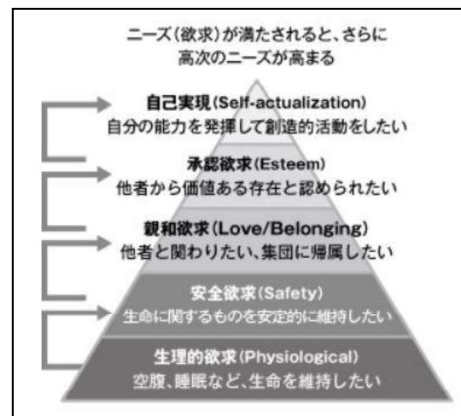 ニーズ(欲求)が満たされると、さらに
高次のニーズが高まる
自己実現(Self-actualization)
自分の能力を発揮して創造的活動をしたい
承認欲求(Esteem)
他者から価値ある存在と認められたい
親和欲求(Love/Belonging)
他者と関わりたい、集団に帰属したい
安全欲求(Safety)
生命に関するものを安定的に維持したい
生理的欲求(Physiological)
空腹、睡眠など、生命を維持したい